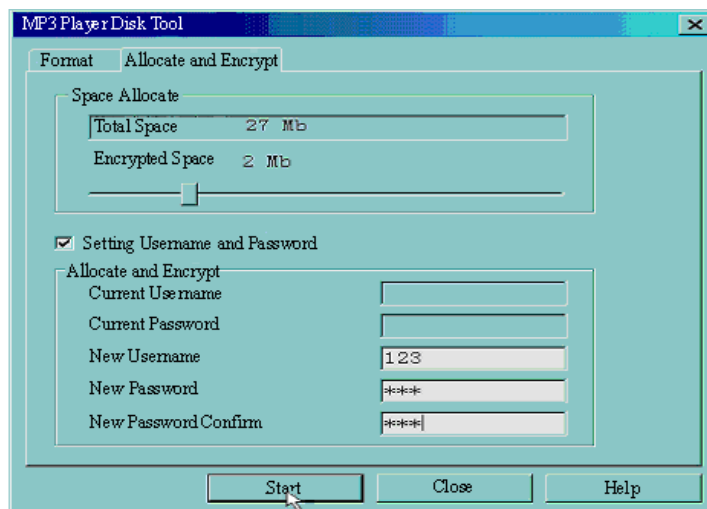 MP3 Player Disk Tool
Format Allocate and Encrypt
Space Allocate
Total Space 27 Mb
Encrypted Space 2 Mb
Setting Username and Password
Allocate and Encrypt
Current Username
Current Password
New Username 123
New Password ***
New Password Confirm ***
Start Close Help